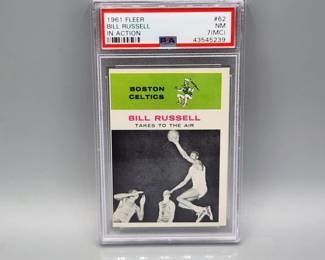 1961 FLEER #62
BILL RUSSELL NM
IN ACTION 7(MC)
PSA 43545239
BOSTON
CELTICS
BILL RUSSELL
TAKES TO THE AIR